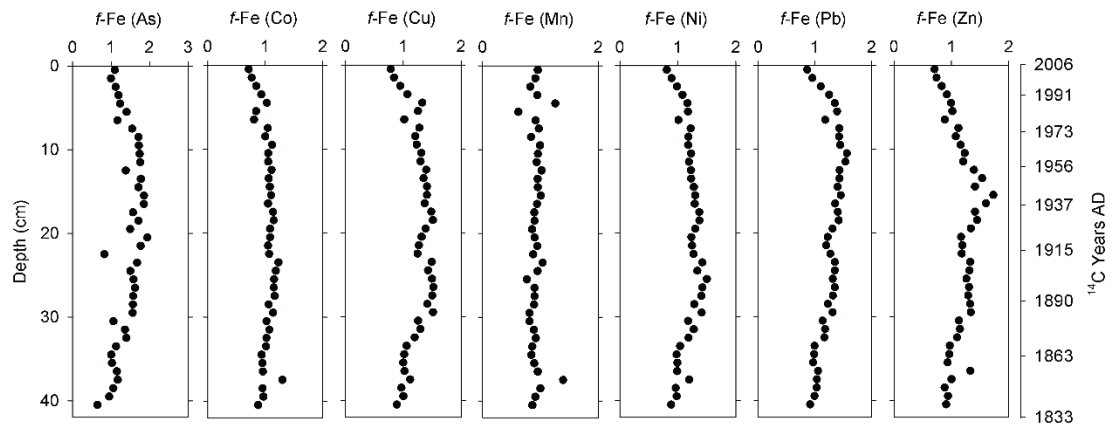 f-Fe (As) f-Fe (Co) f-Fe (Cu) f-Fe (Mn) f-Fe (Ni) f-Fe (Pb) f-Fe (Zn)
0 1 2 3 0 1 2 0 1 2 0 2 0 1 2 0 1 2 0 1 2
0 2006
1991
10 1973
1956
20 1937
1915
30 1890
1863
40 1833
Depth (cm)
14C Years AD